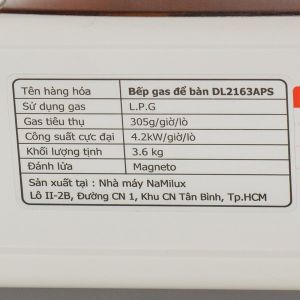 Tên hàng hóa Bếp gas để bàn DL2163APS
Sử dụng gas L.P.G
Gas tiêu thụ 305g/giờ/lò
Công suất cực đại 4.2kW/giờ/lò
Khối lượng tịnh 3.6 kg
Đánh lửa Magneto
Sản xuất tại : Nhà máy NaMilux
Lô II-2B, Đường CN 1, Khu CN Tân Bình, Tp.HCM